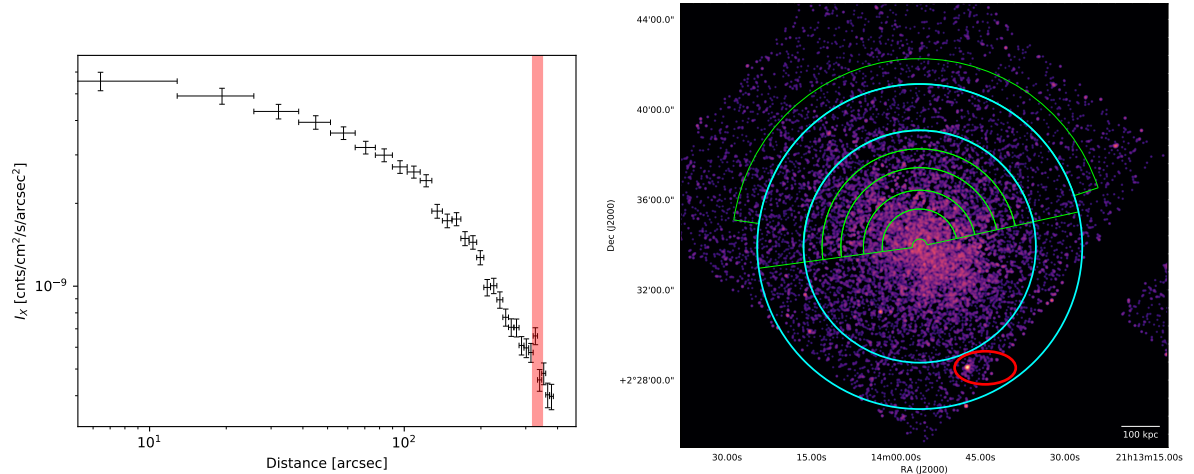 I_X [cnts/cm²/s/arcsec²]
10⁻⁹
10¹
10²
Distance [arcsec]
44'00.0"
40'00.0"
36'00.0"
32'00.0"
+2°28'00.0"
Dec (J2000)
100 kpc
30.00s
15.00s
14m00.00s
45.00s
30.00s
21h13m15.00s
RA (J2000)